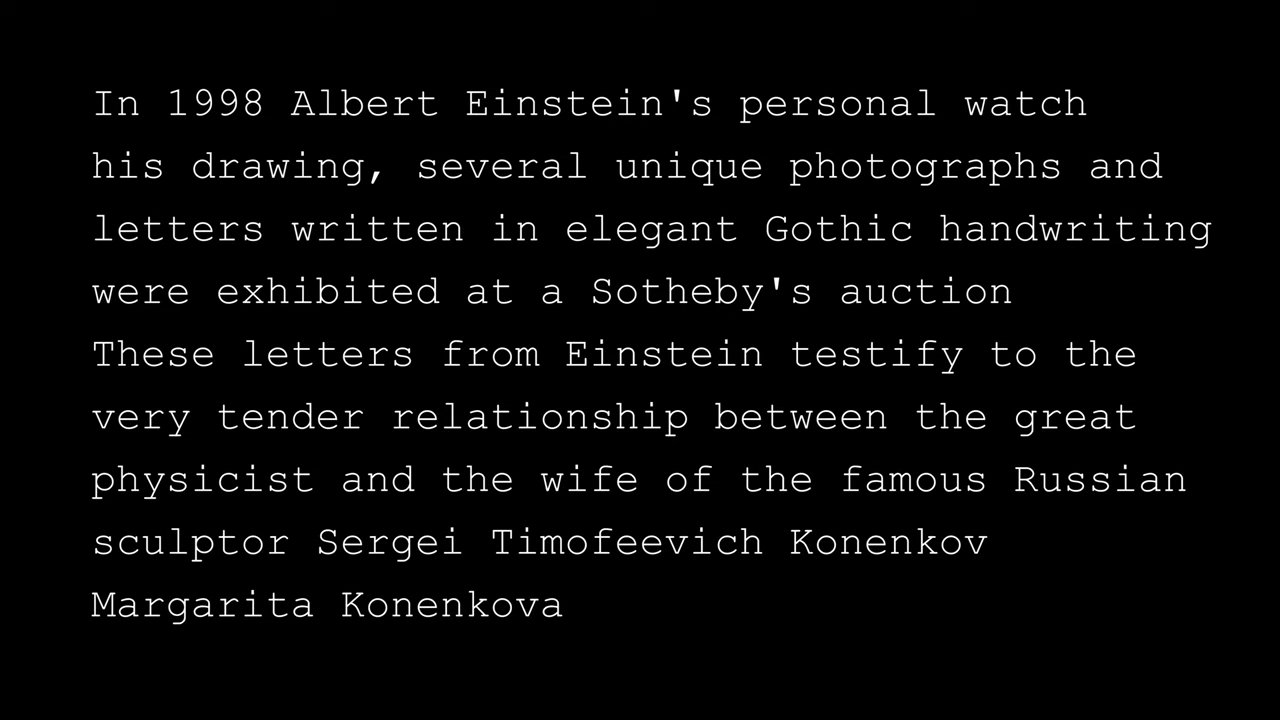 In 1998 Albert Einstein's personal watch
his drawing, several unique photographs and
letters written in elegant Gothic handwriting
were exhibited at a Sotheby's auction
These letters from Einstein testify to the
very tender relationship between the great
physicist and the wife of the famous Russian
sculptor Sergei Timofeevich Konenkov
Margarita Konenkova